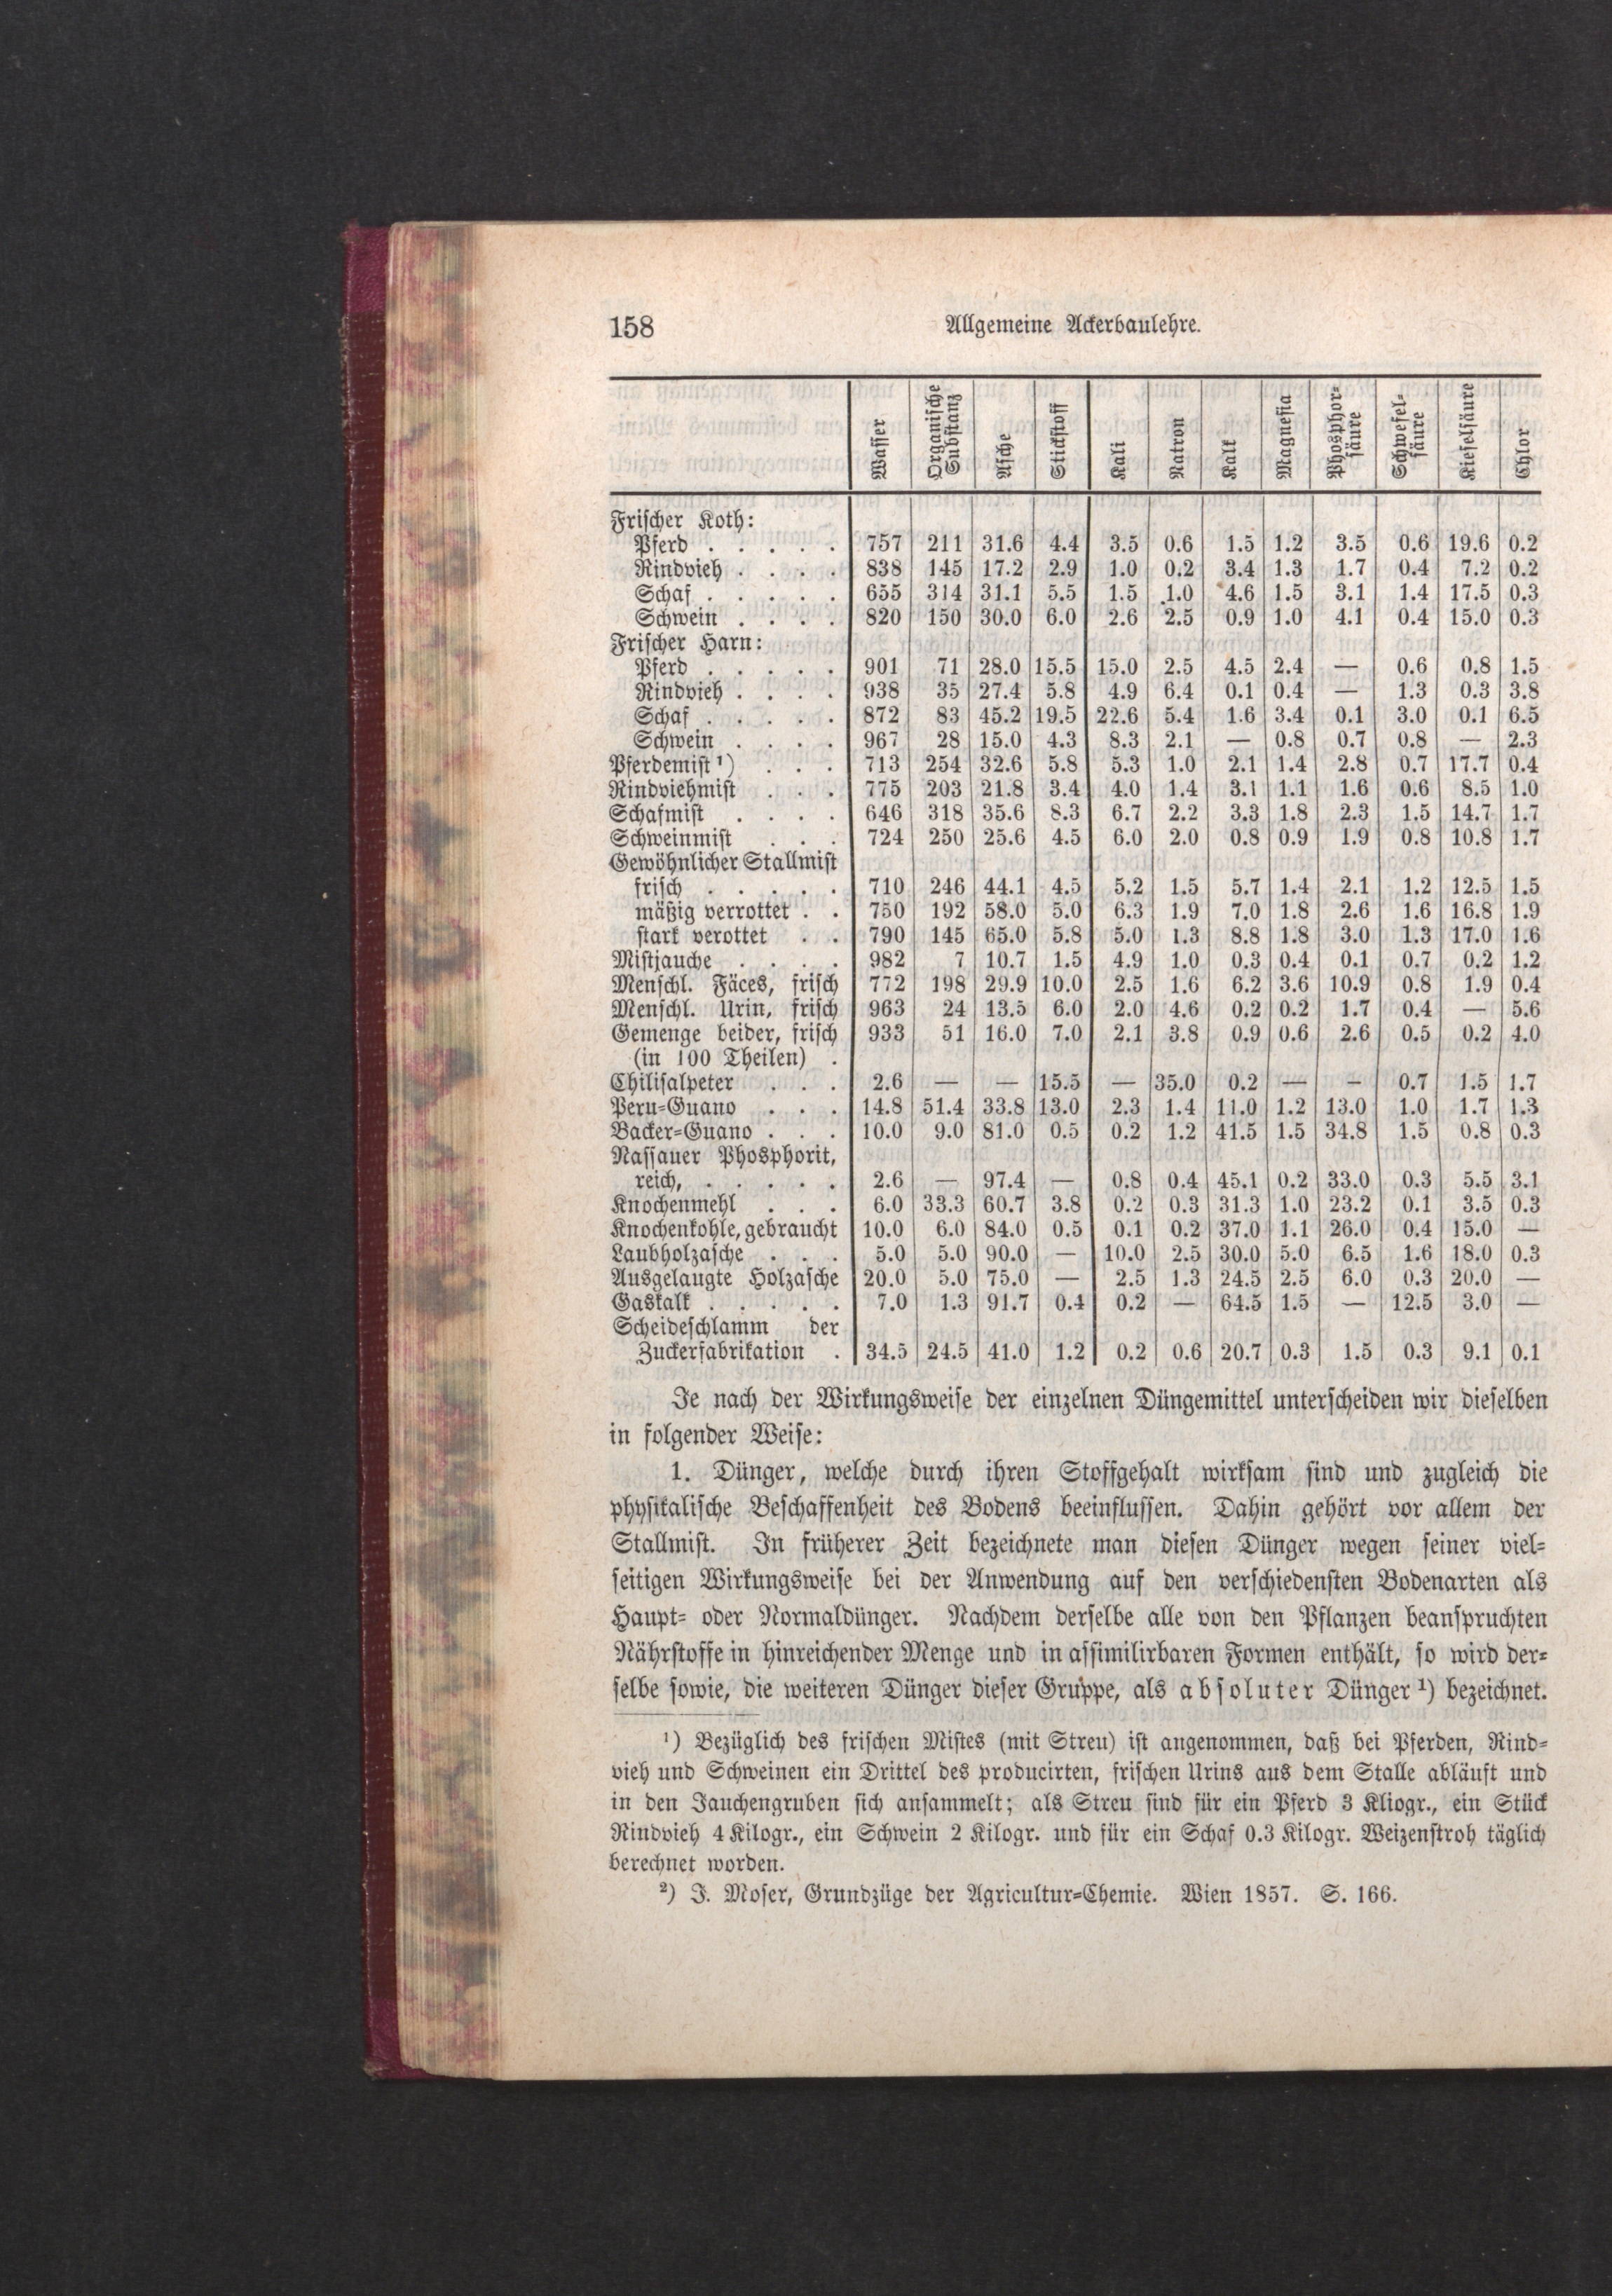 158 Allgemeine Ackerbaulehre.
Wasser Organische Substanz Asche Stickstoff Kali Natron Kalk Magnesia Phosphor-säure Schwefel-säure Kieselsäure Chlor
Frischer Koth:
Pferd . . . . . 757 211 31.6 4.4 3.5 0.6 1.5 1.2 3.5 0.6 19.6 0.2
Rindvieh . . . . 838 145 17.2 2.9 1.0 0.2 3.4 1.3 1.7 0.4 7.2 0.2
Schaf . . . . . 655 314 31.1 5.5 1.5 1.0 4.6 1.5 3.1 1.4 17.5 0.3
Schwein . . . . 820 150 30.0 6.0 2.6 2.5 0.9 1.0 4.1 0.4 15.0 0.3
Frischer Harn:
Pferd . . . . . 901 71 28.0 15.5 15.0 2.5 4.5 2.4 — 0.6 0.8 1.5
Rindvieh . . . . 938 35 27.4 5.8 4.9 6.4 0.1 0.4 — 1.3 0.3 3.8
Schaf . . . . . 872 83 45.2 19.5 22.6 5.4 1.6 3.4 0.1 3.0 0.1 6.5
Schwein . . . . 967 28 15.0 4.3 8.3 2.1 — 0.8 0.7 0.8 — 2.3
Pferdemist ¹) . . . 713 254 32.6 5.8 5.3 1.0 2.1 1.4 2.8 0.7 17.7 0.4
Rindviehmist . . . 775 203 21.8 3.4 4.0 1.4 3.1 1.1 1.6 0.6 8.5 1.0
Schafmist . . . . 646 318 35.6 8.3 6.7 2.2 3.3 1.8 2.3 1.5 14.7 1.7
Schweinmist . . . 724 250 25.6 4.5 6.0 2.0 0.8 0.9 1.9 0.8 10.8 1.7
Gewöhnlicher Stallmist
frisch . . . . . 710 246 44.1 4.5 5.2 1.5 5.7 1.4 2.1 1.2 12.5 1.5
mäßig verrottet . . 750 192 58.0 5.0 6.3 1.9 7.0 1.8 2.6 1.6 16.8 1.9
stark verottet . . 790 145 65.0 5.8 5.0 1.3 8.8 1.8 3.0 1.3 17.0 1.6
Mistjauche . . . . 982 7 10.7 1.5 4.9 1.0 0.3 0.4 0.1 0.7 0.2 1.2
Menschl. Fäces, frisch 772 198 29.9 10.0 2.5 1.6 6.2 3.6 10.9 0.8 1.9 0.4
Menschl. Urin, frisch 963 24 13.5 6.0 2.0 4.6 0.2 0.2 1.7 0.4 — 5.6
Gemenge beider, frisch 933 51 16.0 7.0 2.1 3.8 0.9 0.6 2.6 0.5 0.2 4.0
(in 100 Theilen) .
Chilisalpeter . . . 2.6 — — 15.5 — 35.0 0.2 — – 0.7 1.5 1.7
Peru-Guano . . . 14.8 51.4 33.8 13.0 2.3 1.4 11.0 1.2 13.0 1.0 1.7 1.3
Backer-Guano . . . 10.0 9.0 81.0 0.5 0.2 1.2 41.5 1.5 34.8 1.5 0.8 0.3
Nassauer Phosphorit,
reich, . . . . . 2.6 — 97.4 — 0.8 0.4 45.1 0.2 33.0 0.3 5.5 3.1
Knochenmehl . . . 6.0 33.3 60.7 3.8 0.2 0.3 31.3 1.0 23.2 0.1 3.5 0.3
Knochenkohle, gebraucht 10.0 6.0 84.0 0.5 0.1 0.2 37.0 1.1 26.0 0.4 15.0 —
Laubholzasche . . . 5.0 5.0 90.0 — 10.0 2.5 30.0 5.0 6.5 1.6 18.0 0.3
Ausgelaugte Holzasche 20.0 5.0 75.0 — 2.5 1.3 24.5 2.5 6.0 0.3 20.0 —
Gaskalk . . . . . 7.0 1.3 91.7 0.4 0.2 — 64.5 1.5 — 12.5 3.0 —
Scheideschlamm der
Zuckerfabrikation . 34.5 24.5 41.0 1.2 0.2 0.6 20.7 0.3 1.5 0.3 9.1 0.1
Je nach der Wirkungsweise der einzelnen Düngemittel unterscheiden wir dieselben
in folgender Weise:
1. Dünger, welche durch ihren Stoffgehalt wirksam sind und zugleich die
physikalische Beschaffenheit des Bodens beeinflussen. Dahin gehört vor allem der
Stallmist. In früherer Zeit bezeichnete man diesen Dünger wegen seiner viel-
seitigen Wirkungsweise bei der Anwendung auf den verschiedensten Bodenarten als
Haupt- oder Normaldünger. Nachdem derselbe alle von den Pflanzen beanspruchten
Nährstoffe in hinreichender Menge und in assimilirbaren Formen enthält, so wird der-
selbe sowie, die weiteren Dünger dieser Gruppe, als absoluter Dünger ¹) bezeichnet.
¹) Bezüglich des frischen Mistes (mit Streu) ist angenommen, daß bei Pferden, Rind-
vieh und Schweinen ein Drittel des producirten, frischen Urins aus dem Stalle abläuft und
in den Jauchengruben sich ansammelt; als Streu sind für ein Pferd 3 Kliogr., ein Stück
Rindvieh 4 Kilogr., ein Schwein 2 Kilogr. und für ein Schaf 0.3 Kilogr. Weizenstroh täglich
berechnet worden.
²) J. Moser, Grundzüge der Agricultur-Chemie. Wien 1857. S. 166.